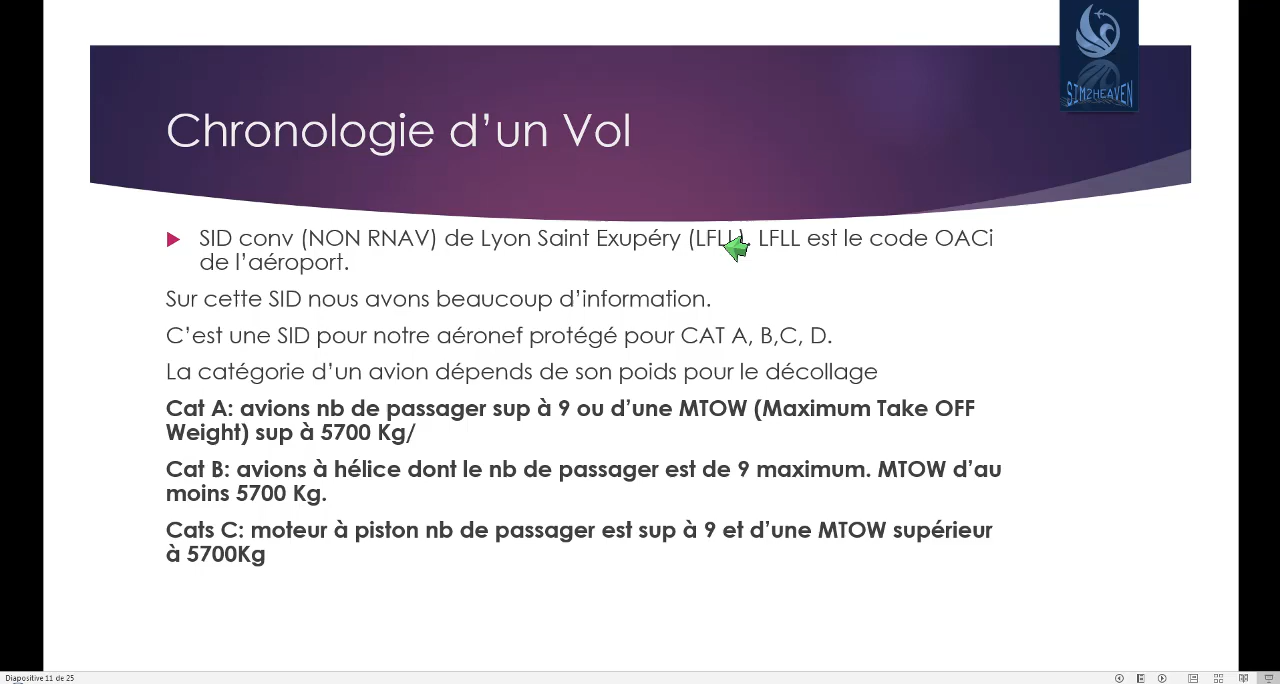 SIM2HEAVEN
Chronologie d’un Vol
SID conv (NON RNAV) de Lyon Saint Exupéry (LFLL). LFLL est le code OACi
de l’aéroport.
Sur cette SID nous avons beaucoup d’information.
C’est une SID pour notre aéronef protégé pour CAT A, B,C, D.
La catégorie d’un avion dépends de son poids pour le décollage
Cat A: avions nb de passager sup à 9 ou d’une MTOW (Maximum Take OFF
Weight) sup à 5700 Kg/
Cat B: avions à hélice dont le nb de passager est de 9 maximum. MTOW d’au
moins 5700 Kg.
Cats C: moteur à piston nb de passager est sup à 9 et d’une MTOW supérieur
à 5700Kg
Diapositive 11 de 25